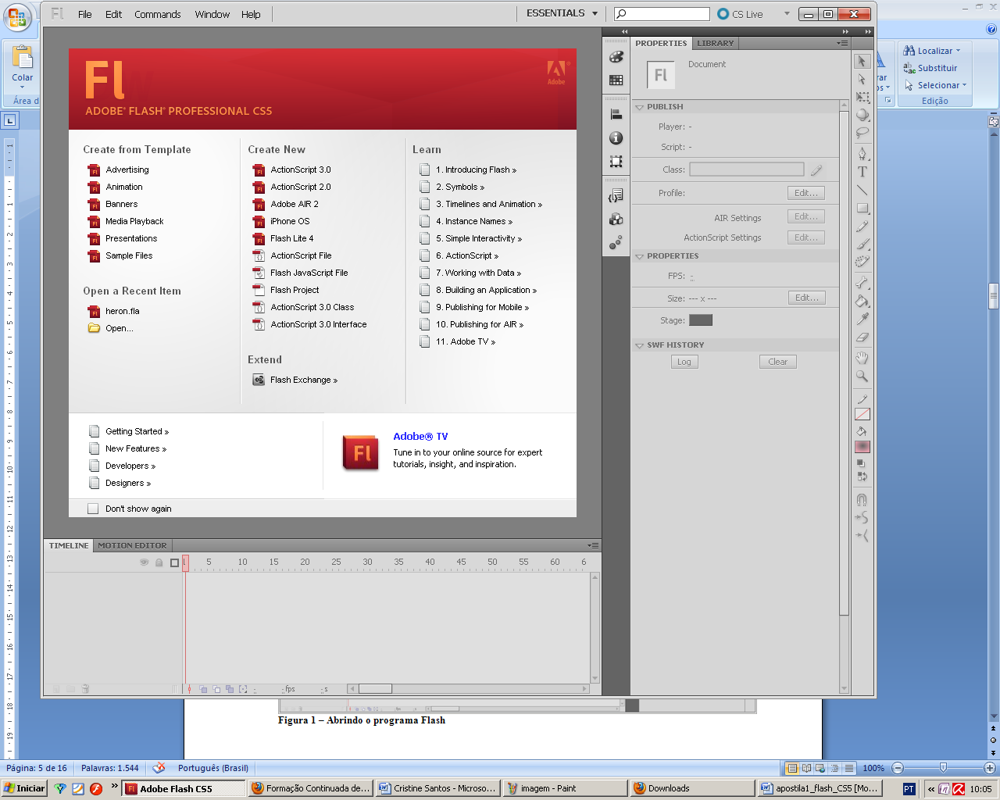 Fl File Edit Commands Window Help ESSENTIALS CS Live
Colar
Área d
Localizar
Substituir
Selecionar
Edição
Fl
ADOBE® FLASH® PROFESSIONAL CS5
Adobe
Create from Template
Advertising
Animation
Banners
Media Playback
Presentations
Sample Files
Open a Recent Item
heron.fla
Open...
Create New
ActionScript 3.0
ActionScript 2.0
Adobe AIR 2
iPhone OS
Flash Lite 4
ActionScript File
Flash JavaScript File
Flash Project
ActionScript 3.0 Class
ActionScript 3.0 Interface
Extend
Flash Exchange »
Learn
1. Introducing Flash »
2. Symbols »
3. Timelines and Animation »
4. Instance Names »
5. Simple Interactivity »
6. ActionScript »
7. Working with Data »
8. Building an Application »
9. Publishing for Mobile »
10. Publishing for AIR »
11. Adobe TV »
Getting Started »
New Features »
Developers »
Designers »
Fl
Adobe® TV
Tune in to your online source for expert
tutorials, insight, and inspiration.
Don't show again
PROPERTIES LIBRARY
Fl
Document
PUBLISH
Player: -
Script: -
Class:
Profile: Edit...
AIR Settings Edit...
ActionScript Settings Edit...
PROPERTIES
FPS: -
Size: --- x --- Edit...
Stage:
SWF HISTORY
Log Clear
TIMELINE MOTION EDITOR
1 5 10 15 20 25 30 35 40 45 50 55 60 6
fps s
Figura 1 – Abrindo o programa Flash
Página: 5 de 16 Palavras: 1.544 Português (Brasil) 100%
Iniciar Adobe Flash CS5 Formação Continuada de... Cristine Santos - Microso... imagem - Paint Downloads apostila1_flash_CS5 [Mo... PT 10:05